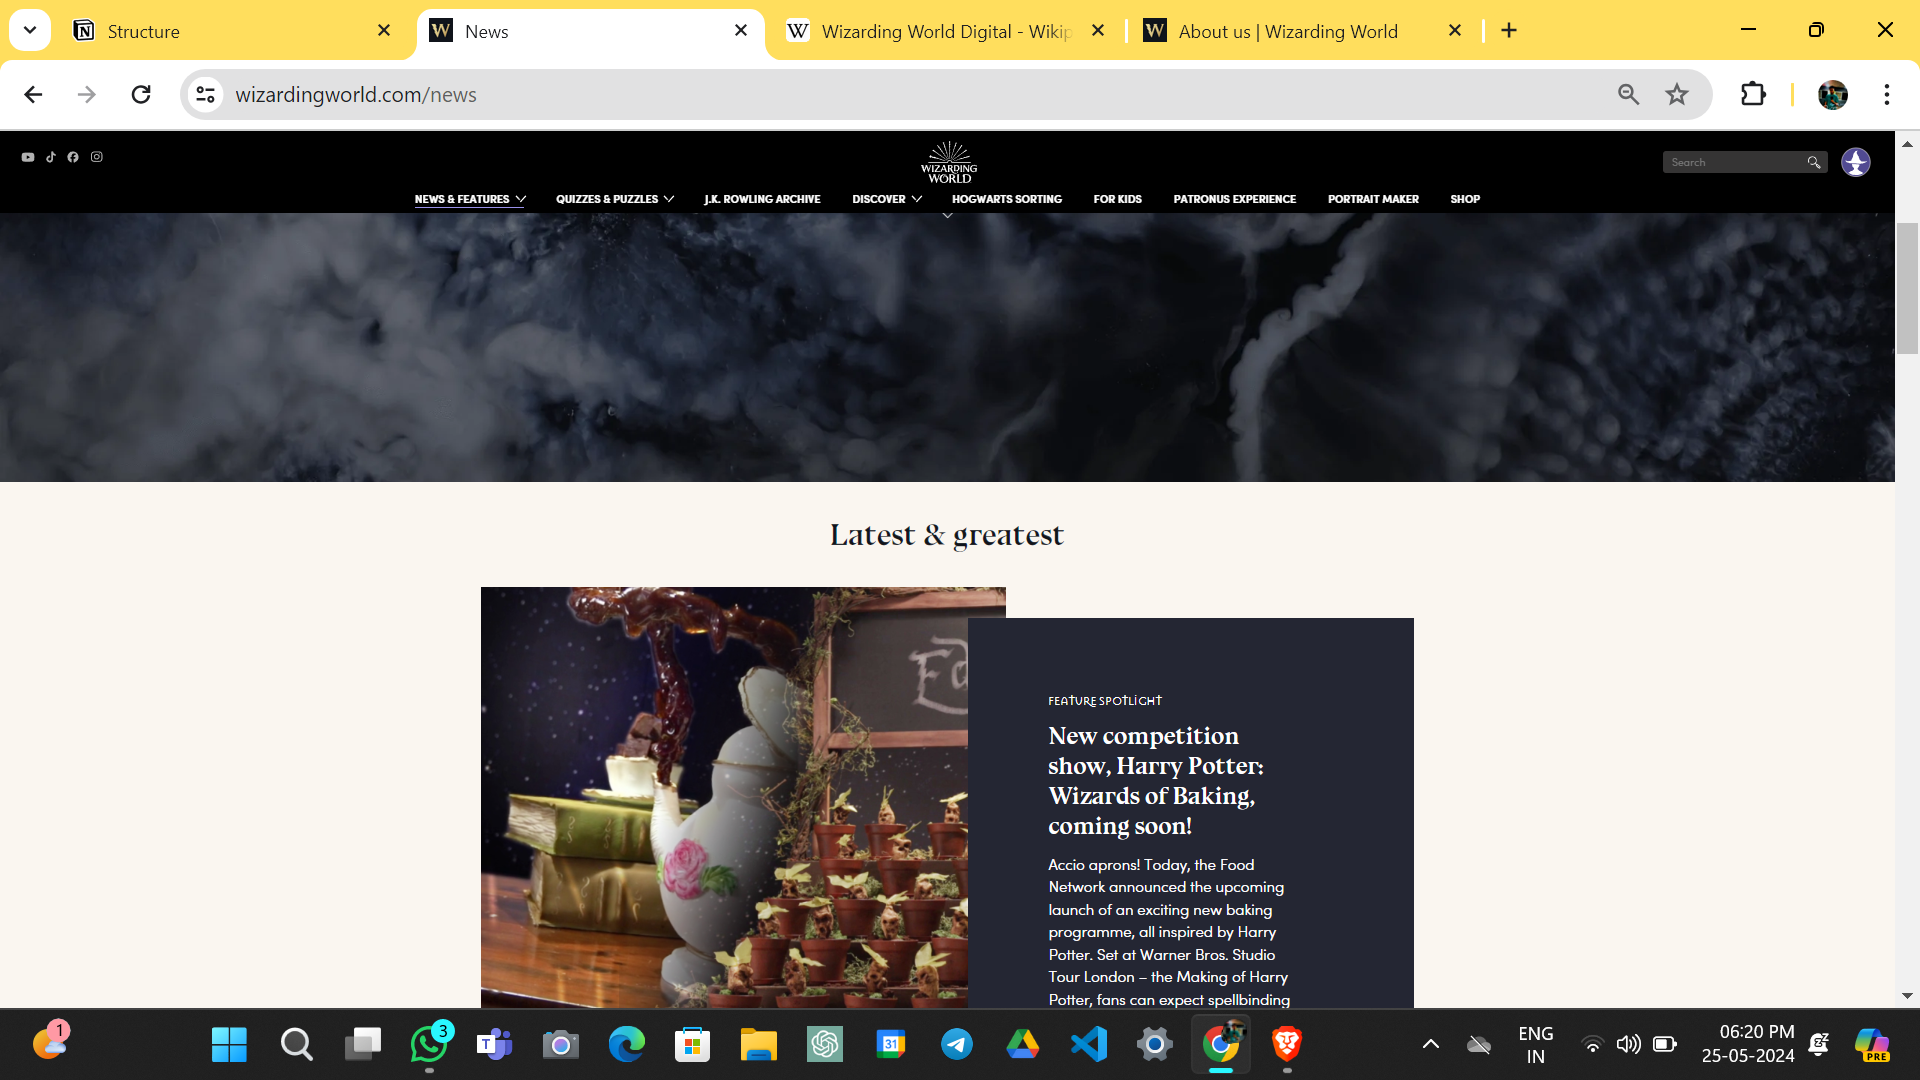 Structure
News
Wizarding World Digital - Wikip
About us | Wizarding World
wizardingworld.com/news
WIZARDING
WORLD
Search
NEWS & FEATURES
QUIZZES & PUZZLES
J.K. ROWLING ARCHIVE
DISCOVER
HOGWARTS SORTING
FOR KIDS
PATRONUS EXPERIENCE
PORTRAIT MAKER
SHOP
Latest & greatest
FEATURE SPOTLIGHT
New competition
show, Harry Potter:
Wizards of Baking,
coming soon!
Accio aprons! Today, the Food
Network announced the upcoming
launch of an exciting new baking
programme, all inspired by Harry
Potter. Set at Warner Bros. Studio
Tour London – the Making of Harry
Potter, fans can expect spellbinding
1
3
31
ENG
IN
06:20 PM
25-05-2024
PRE